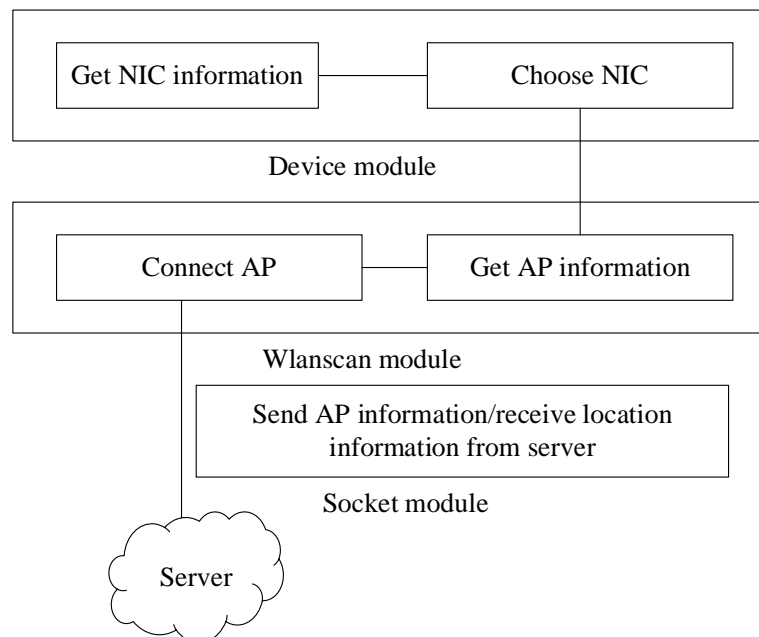 Get NIC information
Choose NIC
Device module
Connect AP
Get AP information
Wlanscan module
Send AP information/receive location
information from server
Socket module
Server